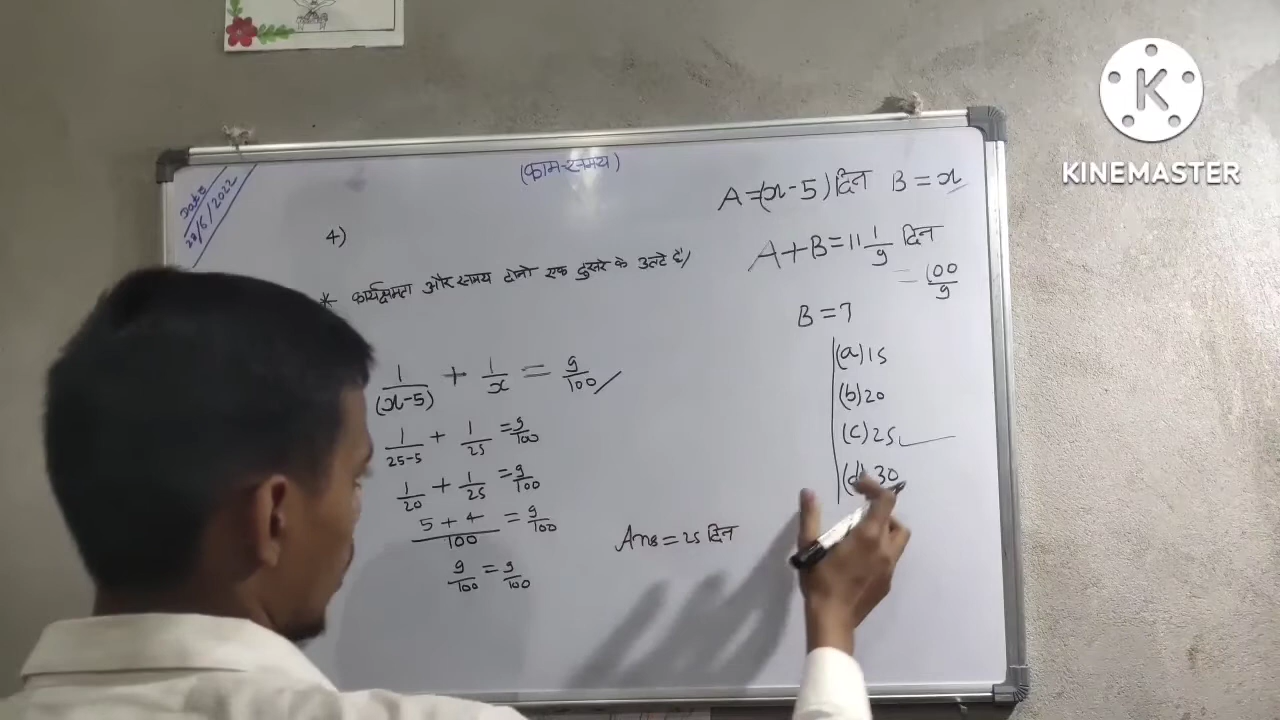 (काम-समय)
Date
22/6/2022
A=(x-5) दिन B = x
4)
A+B=11 1/9 दिन
= 100/9
* कार्यक्षमता और समय दोनो एक दुसरे के उलटे है।
B = ?
1/(x-5) + 1/x = 9/100
(a) 15
(b) 20
(c) 25
(d) 30
1/25-5 + 1/25 = 9/100
1/20 + 1/25 = 9/100
5+4/100 = 9/100
9/100 = 9/100
Ans = 25 दिन
K
KINEMASTER